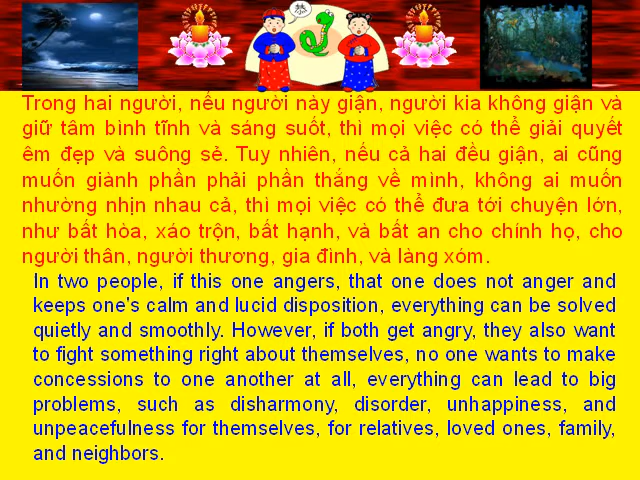 Trong hai người, nếu người này giận, người kia không giận và
giữ tâm bình tĩnh và sáng suốt, thì mọi việc có thể giải quyết
êm đẹp và suông sẻ. Tuy nhiên, nếu cả hai đều giận, ai cũng
muốn giành phần phải phần thắng về mình, không ai muốn
nhường nhịn nhau cả, thì mọi việc có thể đưa tới chuyện lớn,
như bất hòa, xáo trộn, bất hạnh, và bất an cho chính họ, cho
người thân, người thương, gia đình, và làng xóm.
In two people, if this one angers, that one does not anger and
keeps one's calm and lucid disposition, everything can be solved
quietly and smoothly. However, if both get angry, they also want
to fight something right about themselves, no one wants to make
concessions to one another at all, everything can lead to big
problems, such as disharmony, disorder, unhappiness, and
unpeacefulness for themselves, for relatives, loved ones, family,
and neighbors.